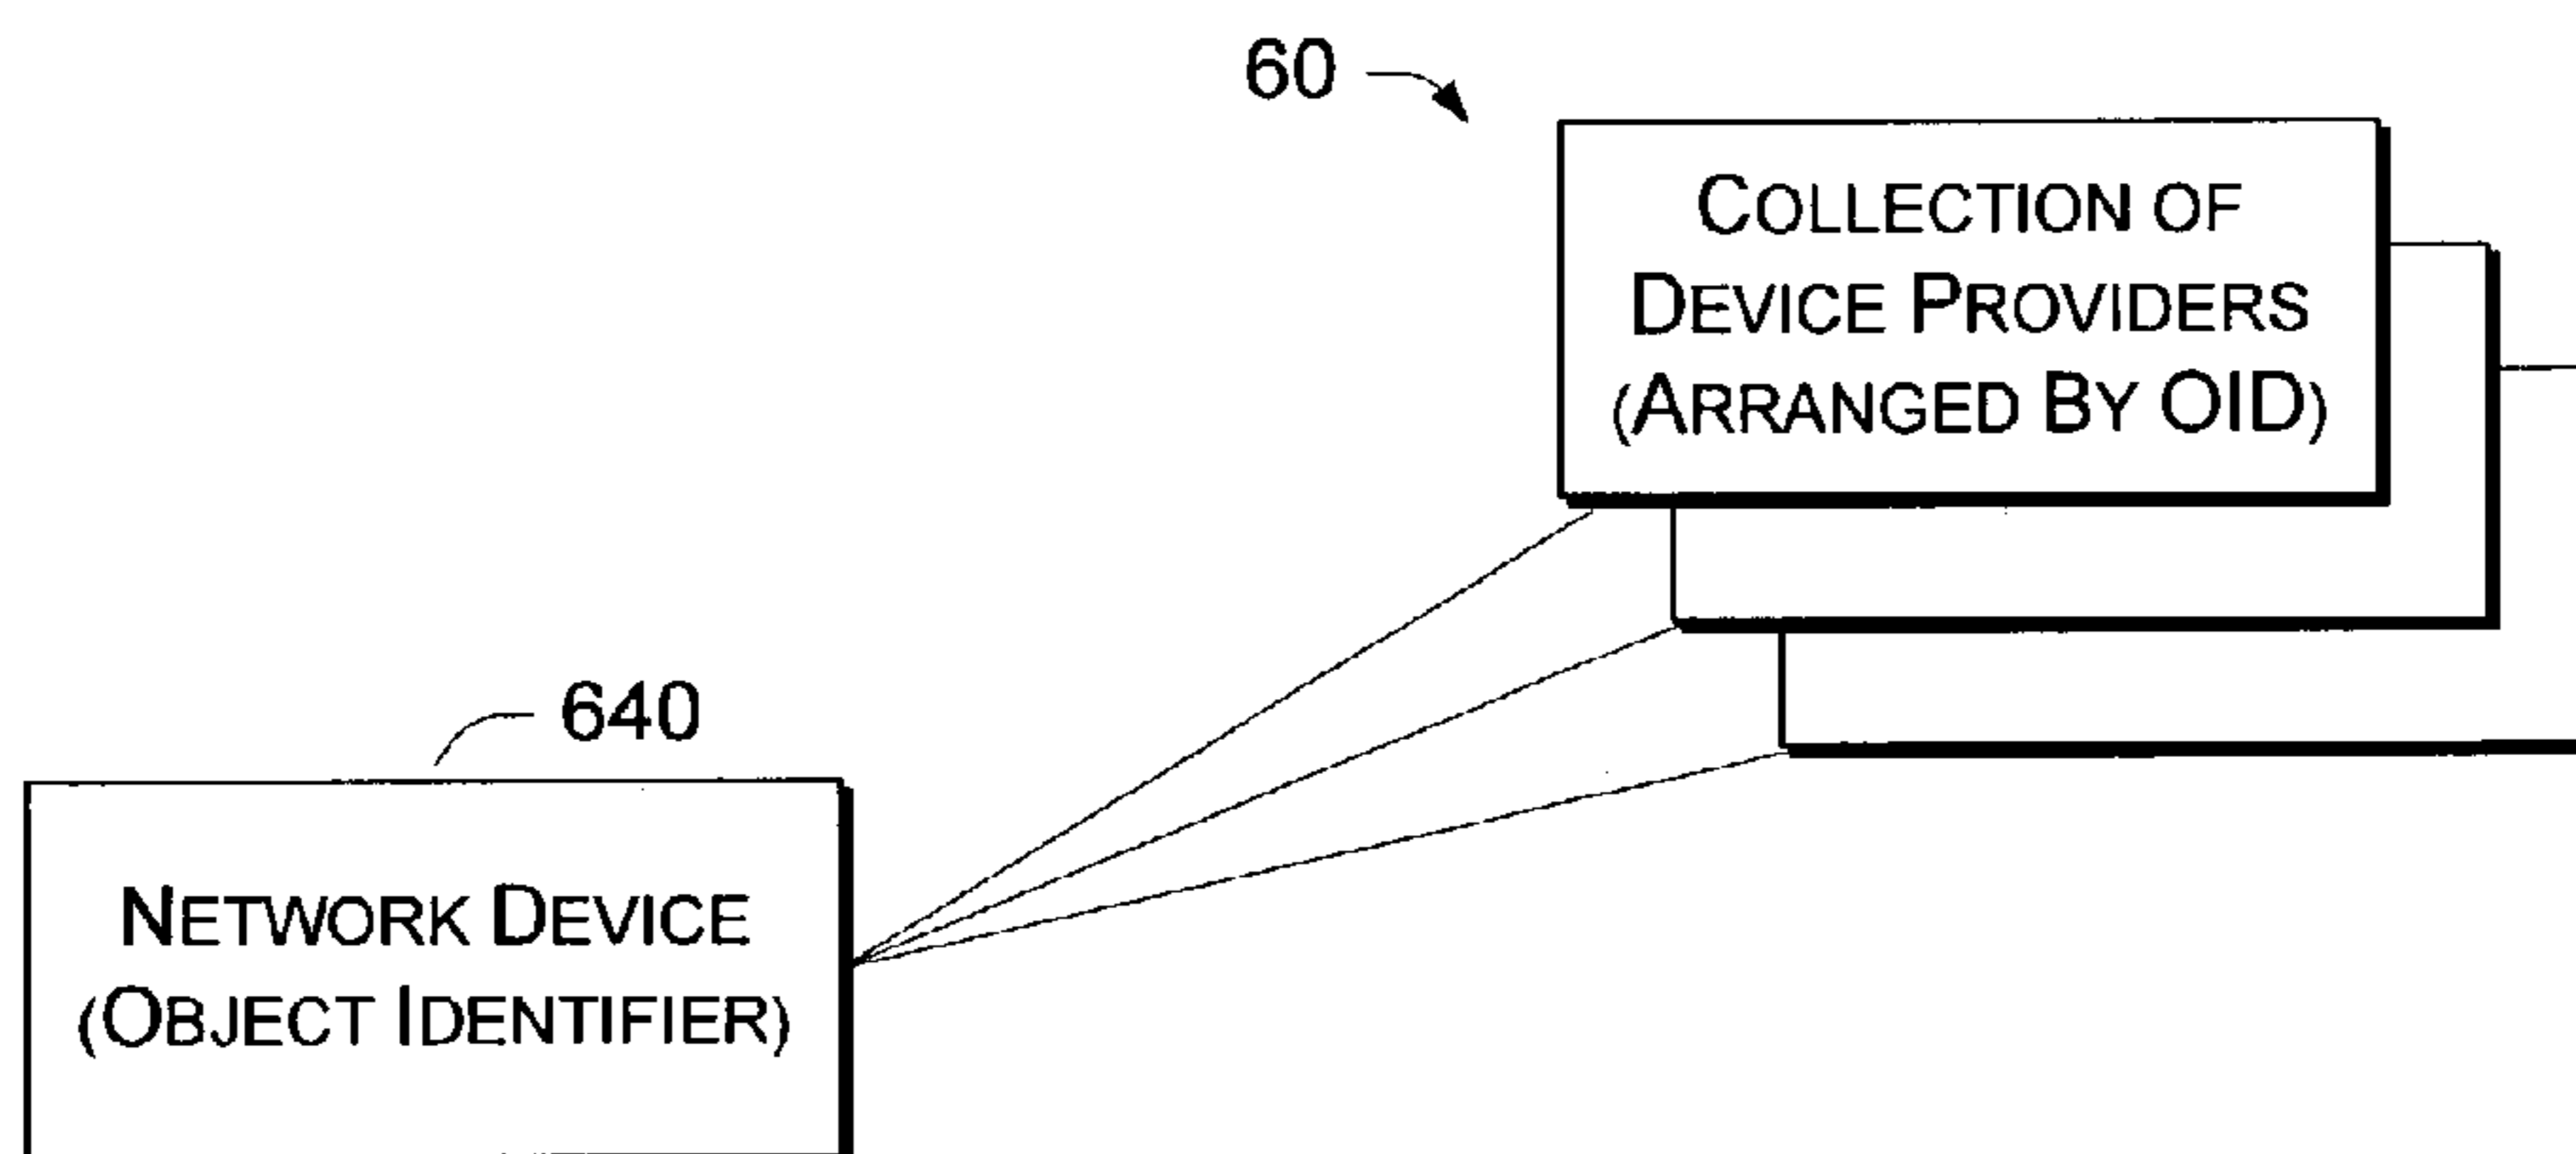 60
COLLECTION OF
DEVICE PROVIDERS
(ARRANGED BY OID)
640
NETWORK DEVICE
(OBJECT IDENTIFIER)